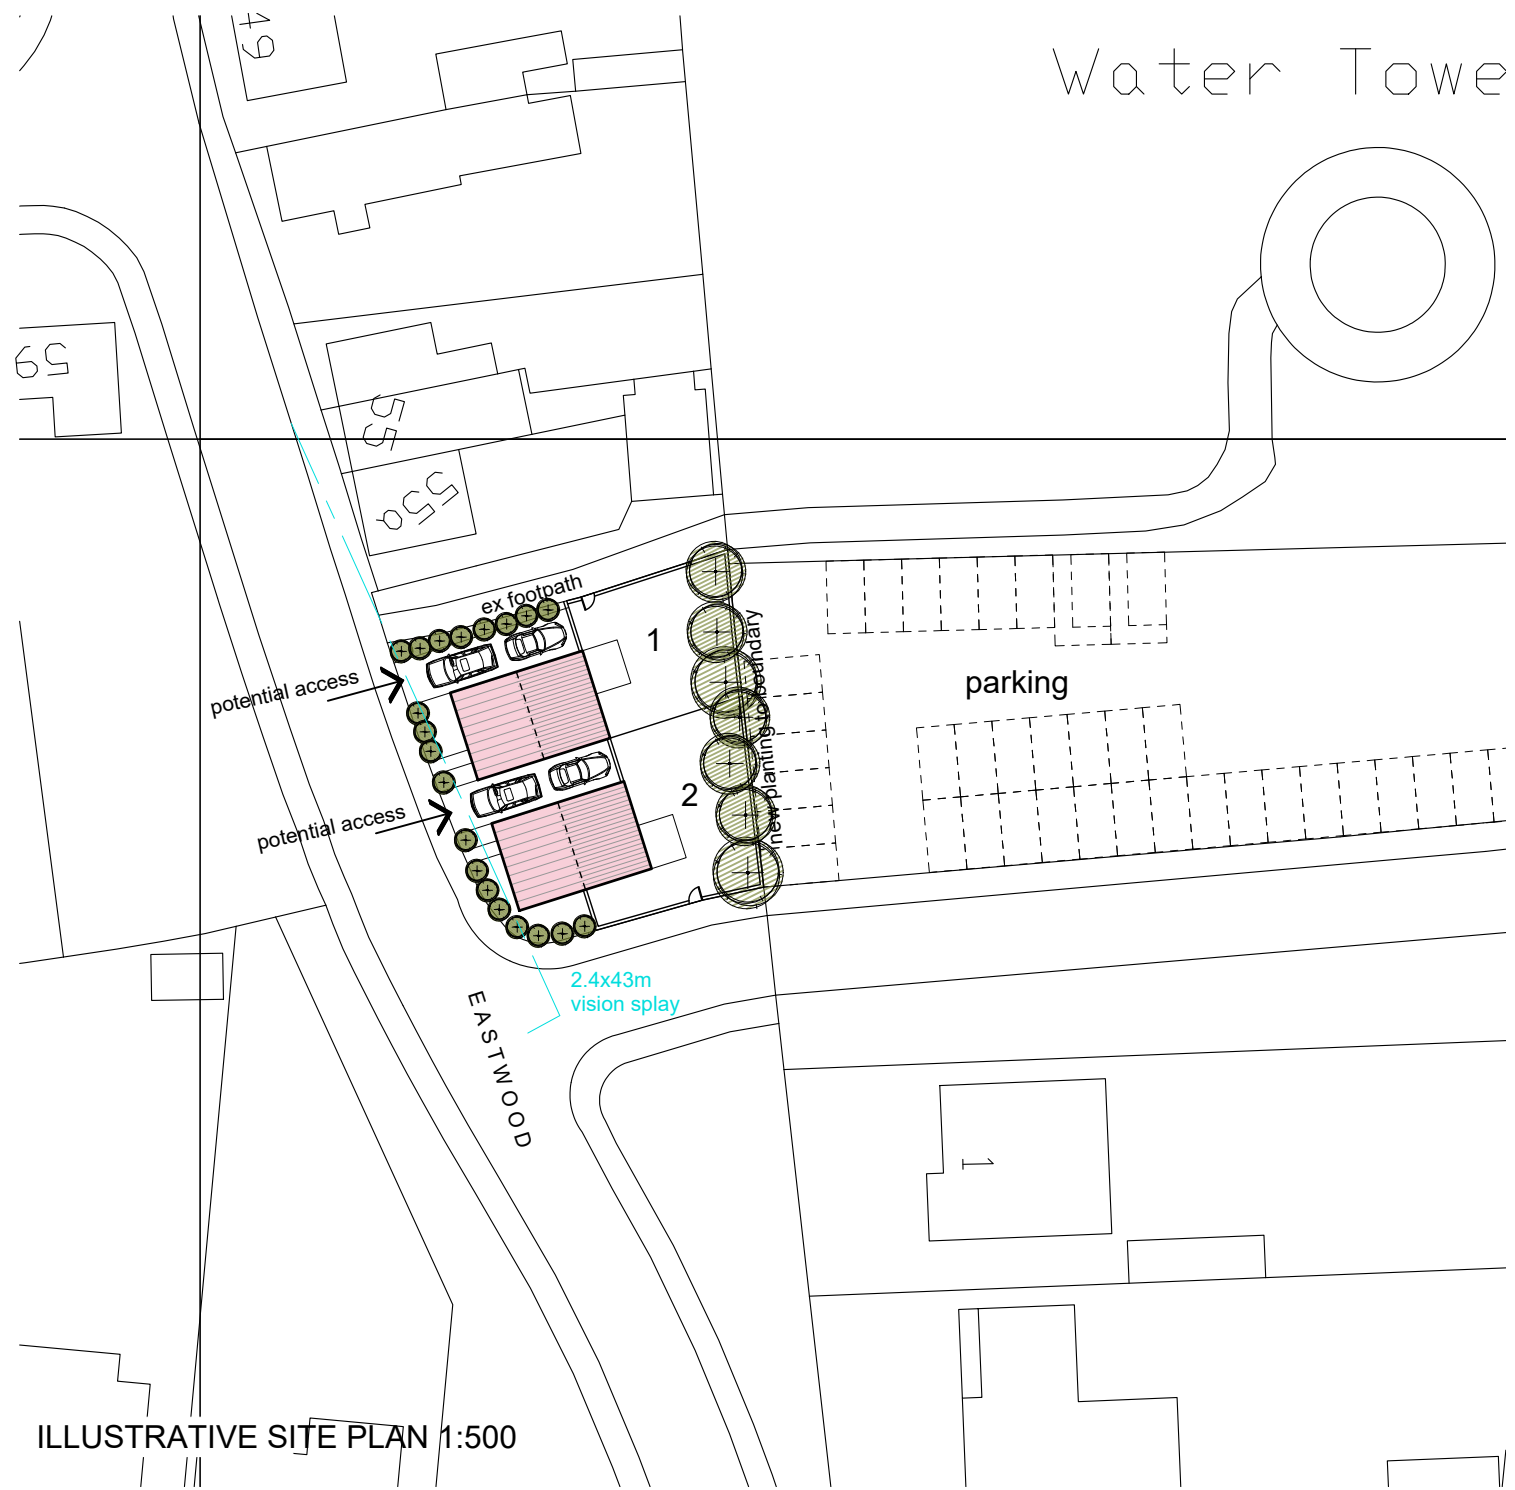 49
Water Towe
59
55
55a
ex footpath
1
potential access
new planting to boundary
parking
2
potential access
2.4x43m
vision splay
EASTWOOD
1
ILLUSTRATIVE SITE PLAN 1:500